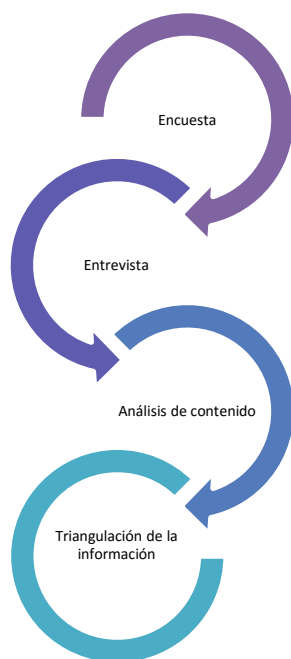 Encuesta
Entrevista
Análisis de contenido
Triangulación de la
información